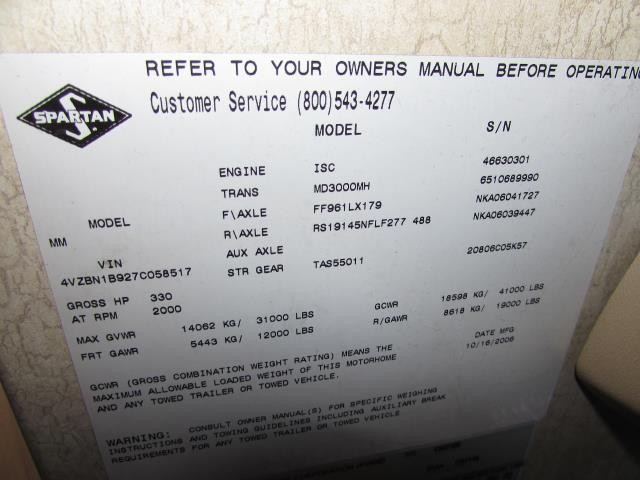 REFER TO YOUR OWNERS MANUAL BEFORE OPERATING
SPARTAN
Customer Service (800)543-4277
MODEL S/N
ENGINE ISC 46630301
TRANS MD3000MH 6510689990
MODEL F\AXLE FF961LX179 NKA06041727
MM R\AXLE RS19145NFLF277 488 NKA06039447
VIN AUX AXLE
4VZBN1B927C058517 STR GEAR TAS55011 20806C05K57
GROSS HP 330
AT RPM 2000
MAX GVWR 14062 KG/ 31000 LBS GCWR 18598 KG/ 41000 LBS
FRT GAWR 5443 KG/ 12000 LBS R/GAWR 8618 KG/ 19000 LBS
DATE MFG
10/16/2006
GCWR (GROSS COMBINATION WEIGHT RATING) MEANS THE
MAXIMUM ALLOWABLE LOADED WEIGHT OF THIS MOTORHOME
AND ANY TOWED TRAILER OR TOWED VEHICLE.
WARNING: CONSULT OWNER MANUAL(S) FOR SPECIFIC WEIGHING
INSTRUCTIONS AND TOWING GUIDELINES INCLUDING AUXILIARY BREAK
REQUIREMENTS FOR ANY TOWED TRAILER OR TOWED VEHICLE